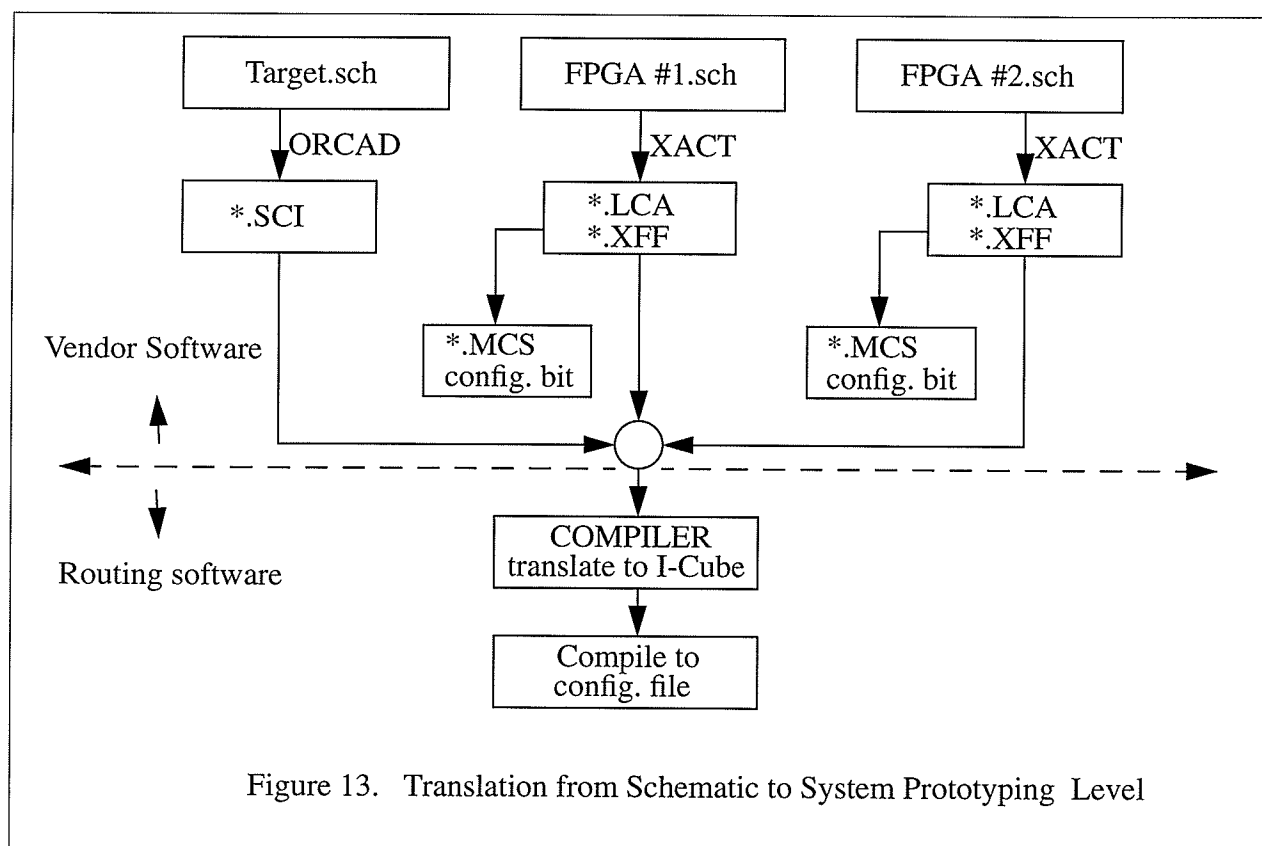 Target.sch
FPGA #1.sch
FPGA #2.sch
ORCAD
XACT
XACT
*.SCI
*.LCA
*.XFF
*.LCA
*.XFF
*.MCS
config. bit
*.MCS
config. bit
Vendor Software
Routing software
COMPILER
translate to I-Cube
Compile to
config. file
Figure 13. Translation from Schematic to System Prototyping Level